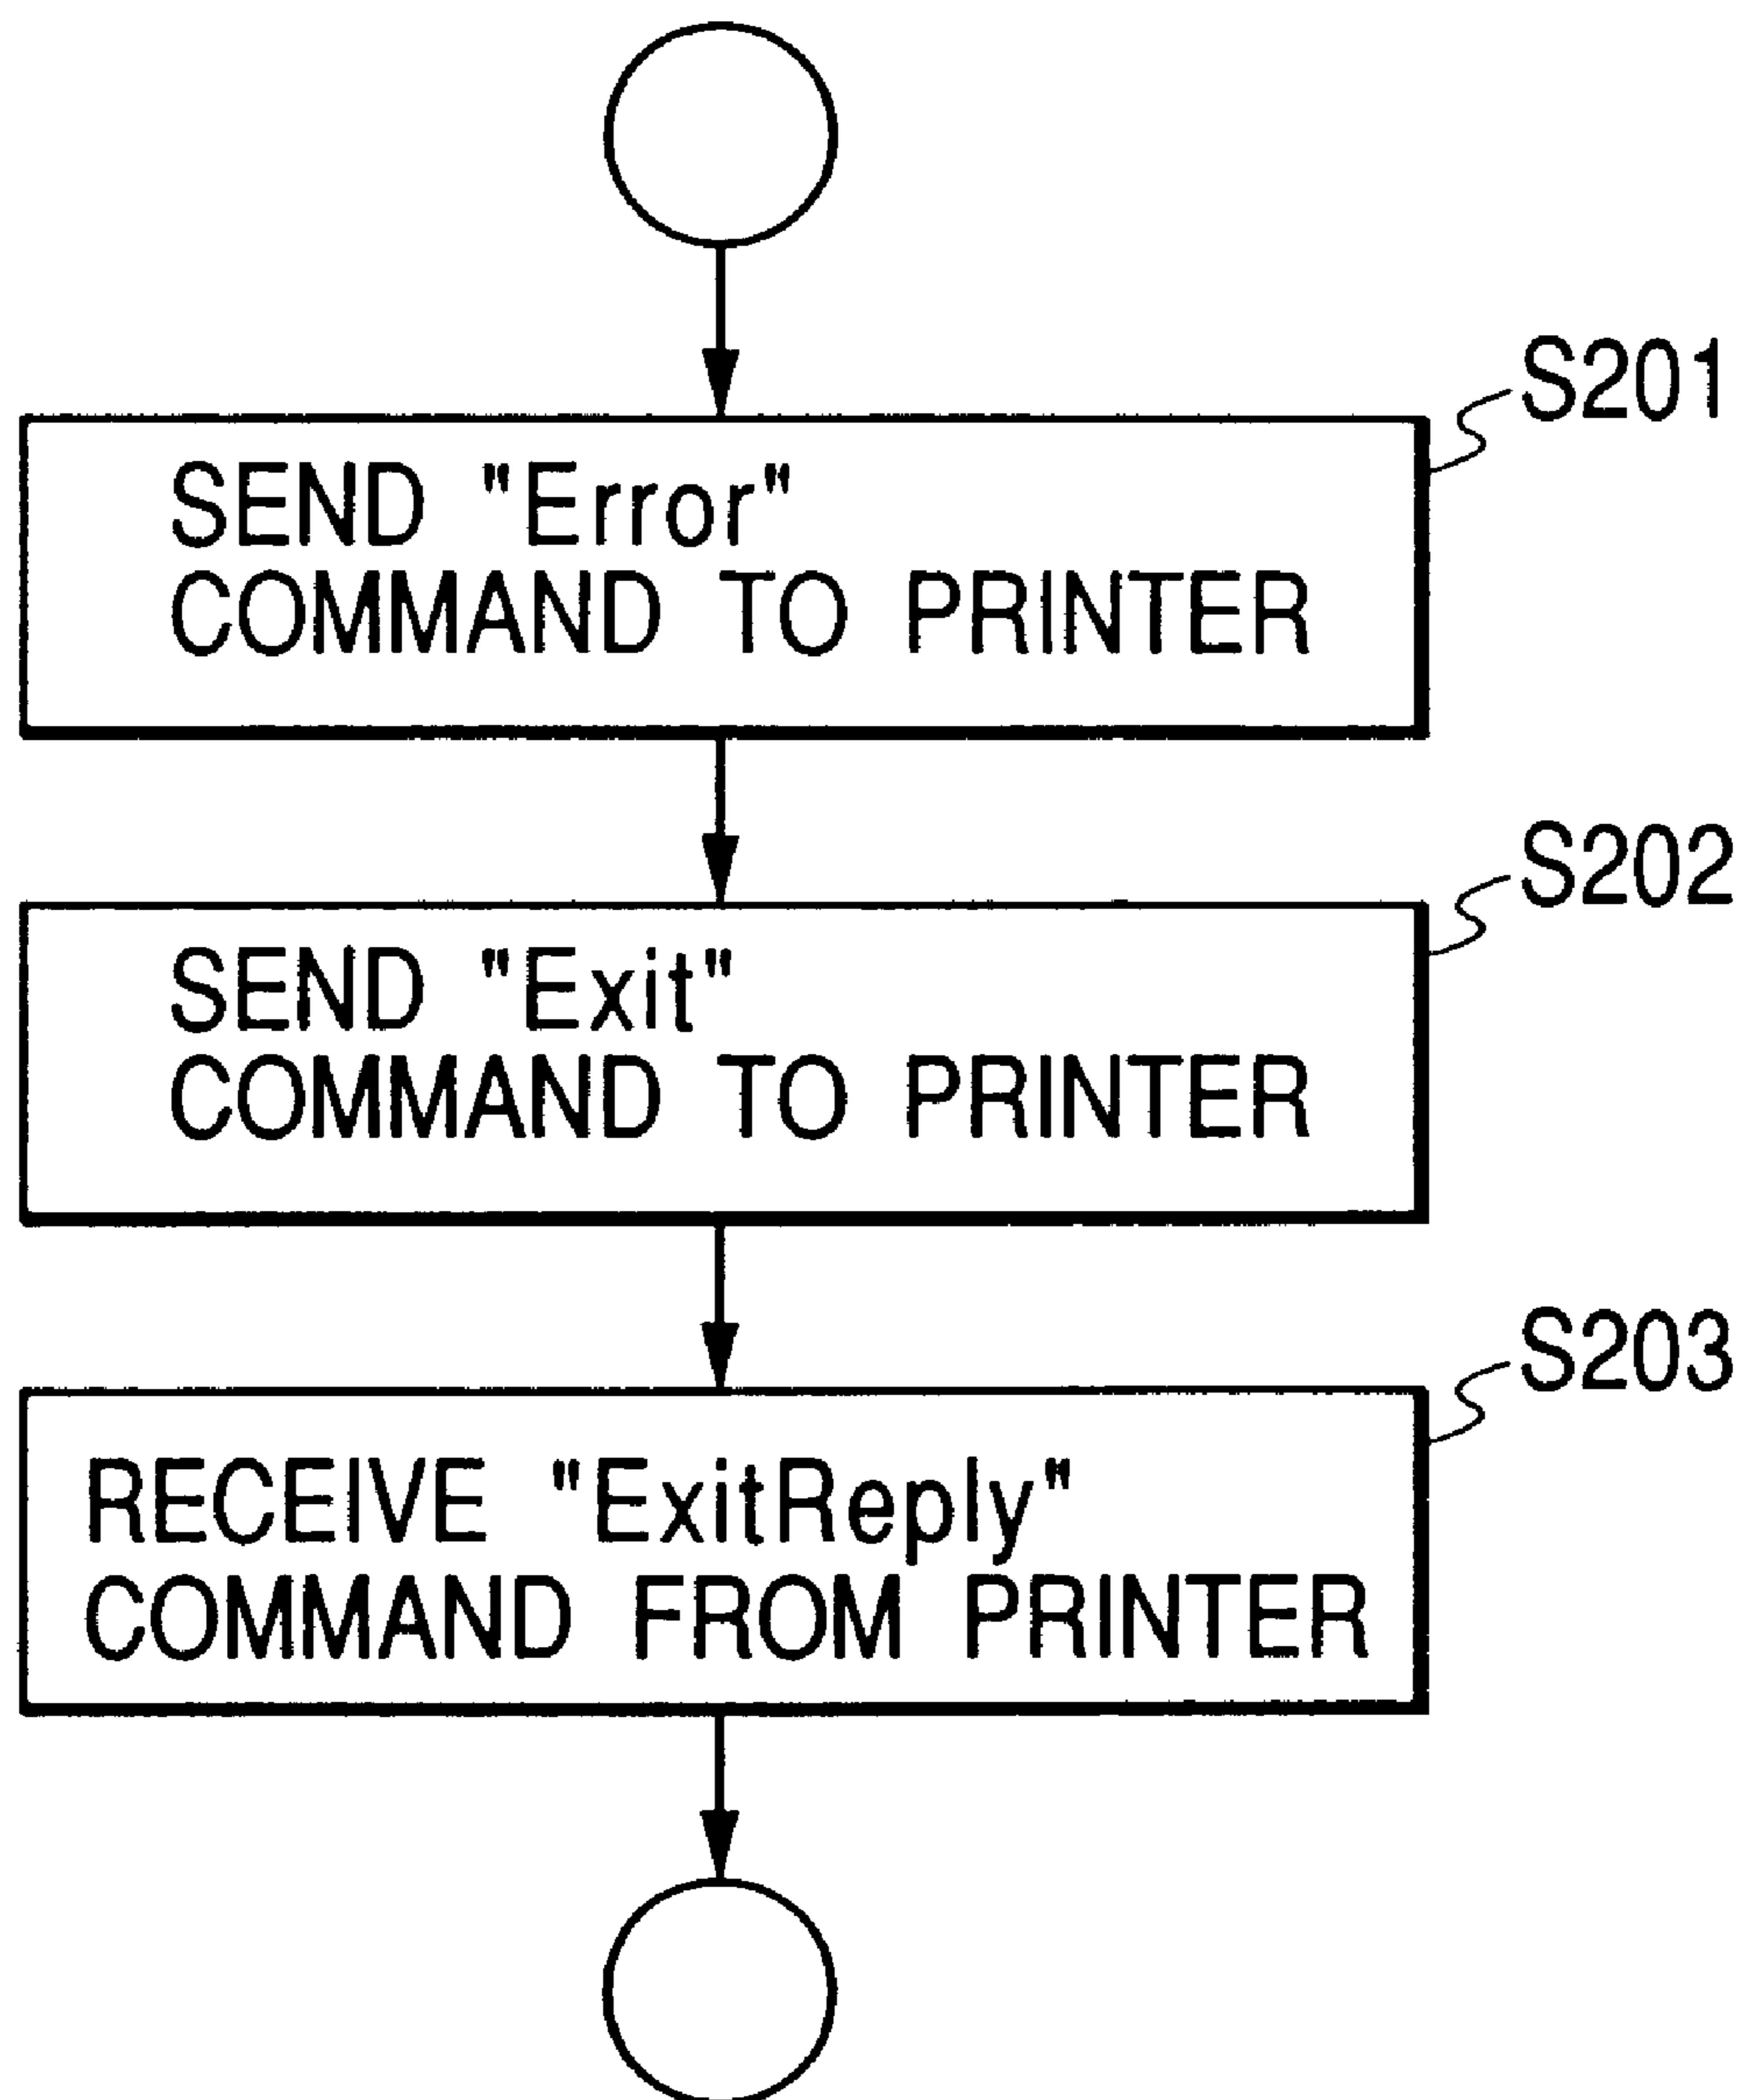 S201
SEND "Error"
COMMAND TO PRINTER
S202
SEND "Exit"
COMMAND TO PRINTER
S203
RECEIVE "ExitReply"
COMMAND FROM PRINTER